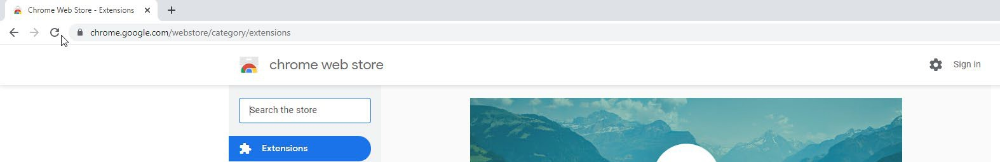 Chrome Web Store - Extensions
chrome.google.com/webstore/category/extensions
chrome web store
Sign in
Search the store
Extensions